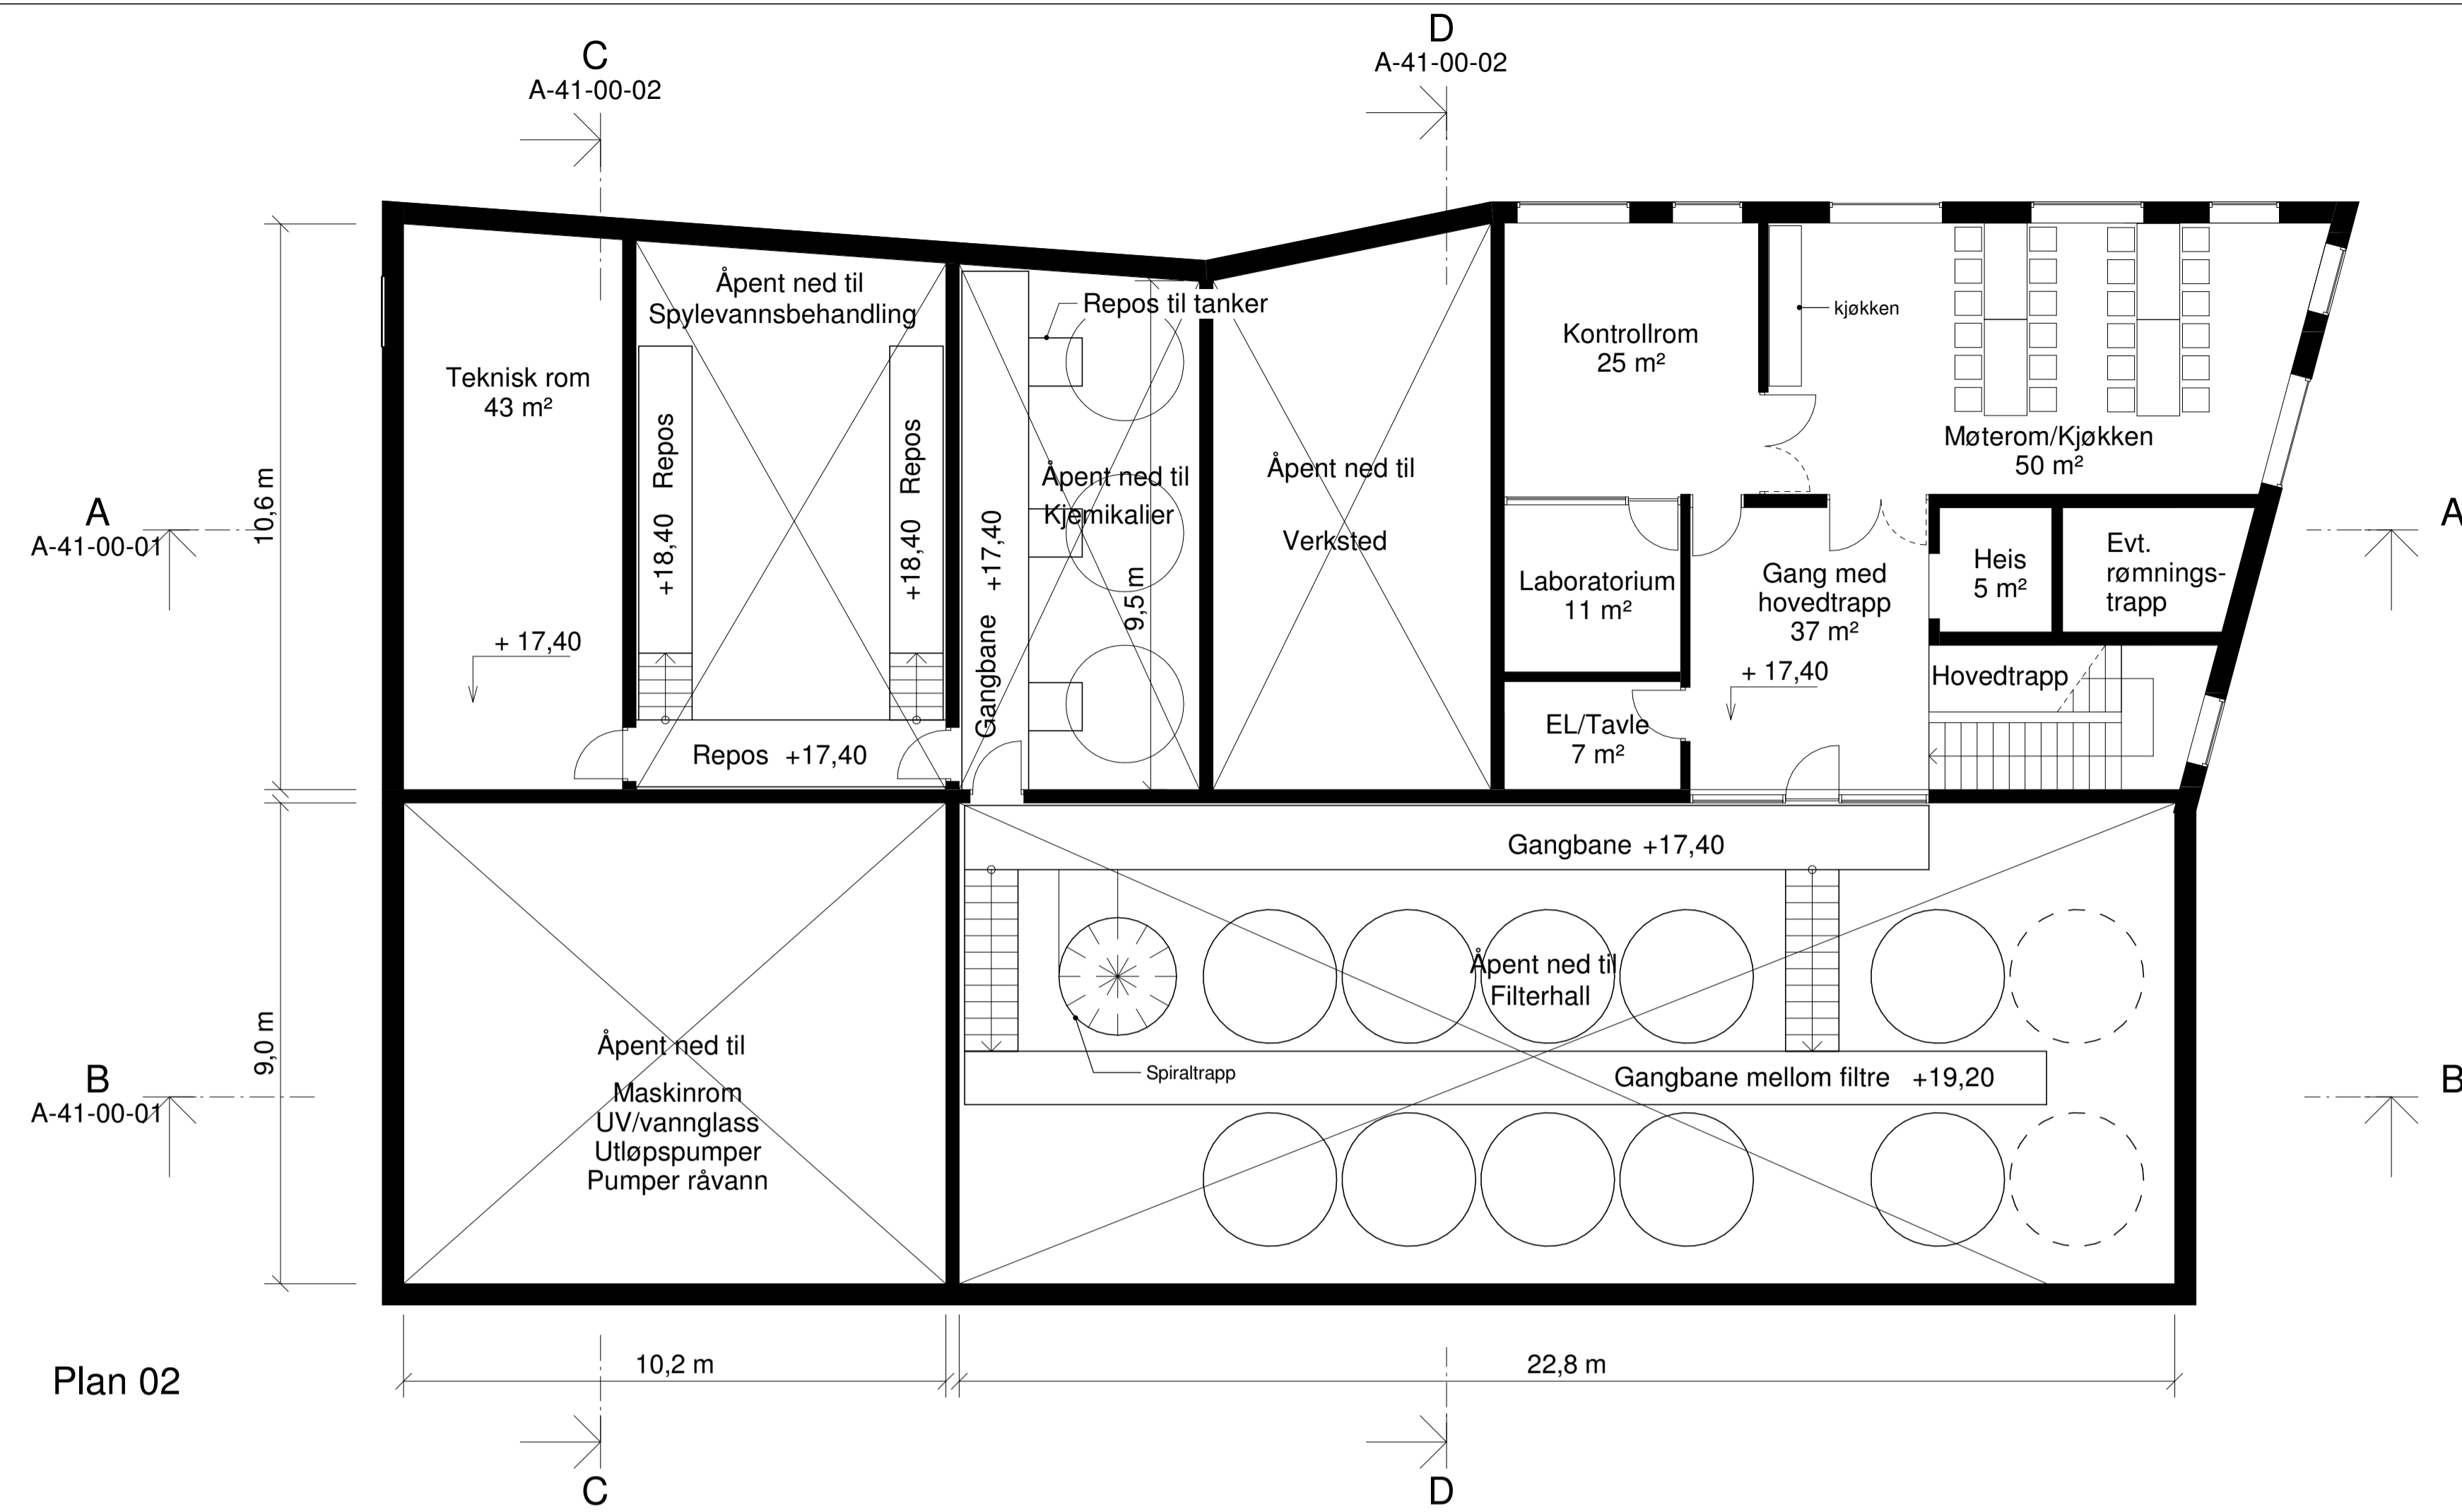 C
A-41-00-02
D
A-41-00-02
Åpent ned til
Spylevannsbehandling
Repos til tanker
kjøkken
Kontrollrom
25 m²
Teknisk rom
43 m²
Møterom/Kjøkken
50 m²
+18,40 Repos
+18,40 Repos
Gangbane +17,40
Åpent ned til
Kjemikalier
9,5 m
Åpent ned til
Verksted
10,6 m
A
A-41-00-01
A
Laboratorium
11 m²
Gang med
hovedtrapp
37 m²
Heis
5 m²
Evt.
rømnings-
trapp
+ 17,40
+ 17,40
Hovedtrapp
EL/Tavle
7 m²
Repos +17,40
Gangbane +17,40
Åpent ned til
Filterhall
9,0 m
Åpent ned til
Maskinrom
UV/vannglass
Utløpspumper
Pumper råvann
Spiraltrapp
Gangbane mellom filtre +19,20
B
A-41-00-01
B
10,2 m
22,8 m
Plan 02
C
D